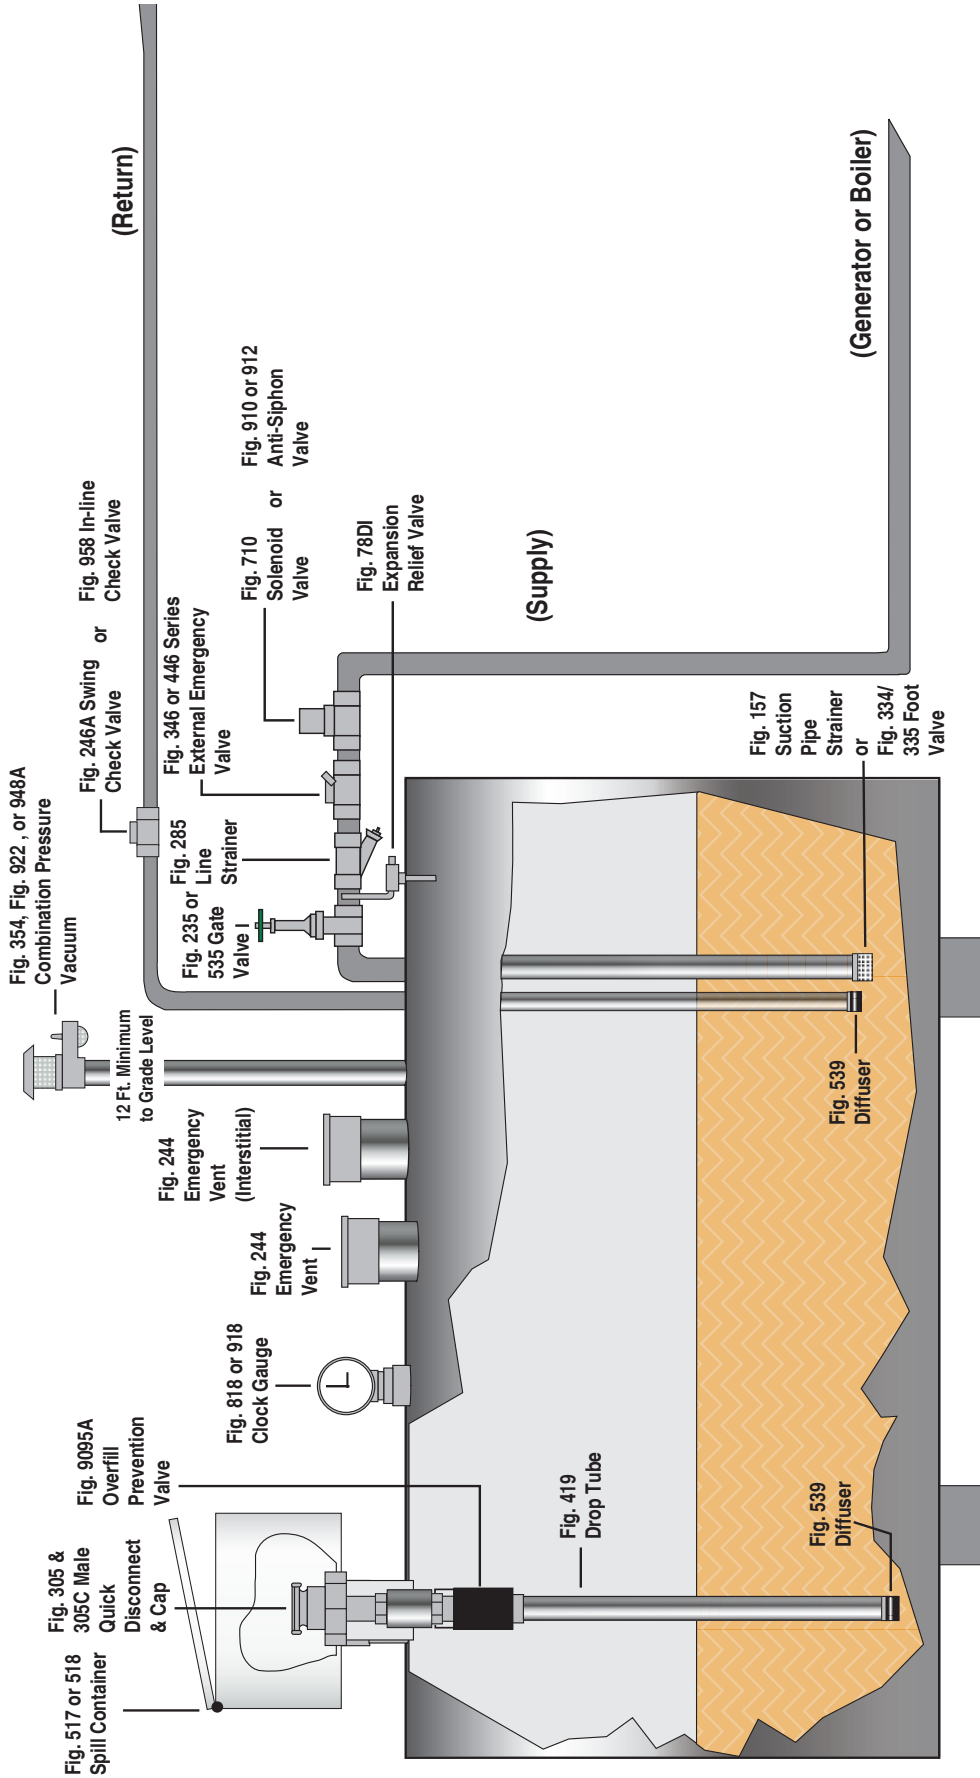 Fig. 517 or 518
Spill Container
Fig. 305 &
305C Male
Quick
Disconnect
& Cap
Fig. 9095A
Overfill
Prevention
Valve
Fig. 818 or 918
Clock Gauge
Fig. 244
Emergency
Vent
Fig. 244
Emergency
Vent
(Interstitial)
12 Ft. Minimum
to Grade Level
Fig. 354, Fig. 922 , or 948A
Combination Pressure
Vacuum
Fig. 235 or
535 Gate
Valve
Fig. 285
Line
Strainer
Fig. 246A Swing or Fig. 958 In-line
Check Valve Check Valve
Fig. 346 or 446 Series
External Emergency
Valve
Fig. 710 Fig. 910 or 912
Solenoid or Anti-Siphon
Valve Valve
Fig. 78DI
Expansion
Relief Valve
(Return)
(Supply)
(Generator or Boiler)
Fig. 419
Drop Tube
Fig. 539
Diffuser
Fig. 539
Diffuser
Fig. 157
Suction
Pipe
Strainer
or
Fig. 334/
335 Foot
Valve